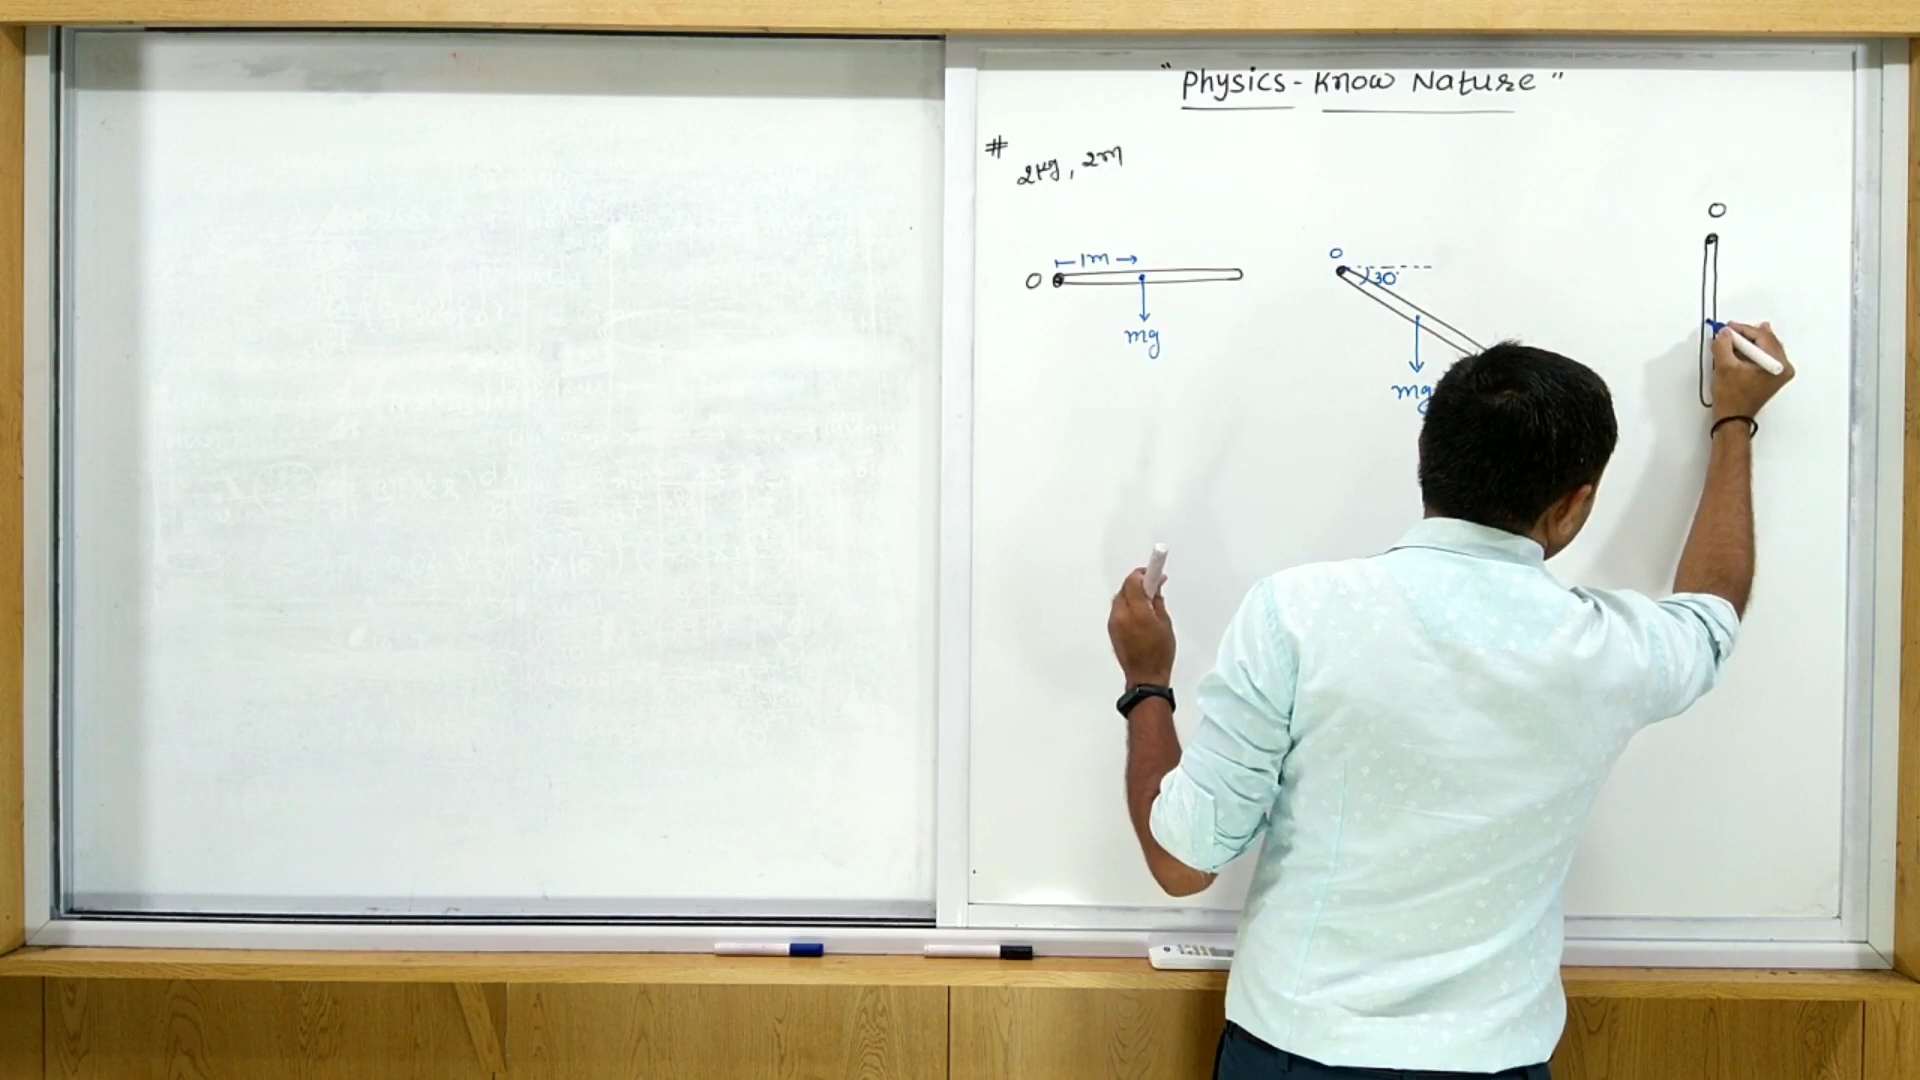 "Physics - Know Nature"
#
2kg, 2m
O
1m
mg
O
30°
mg
O